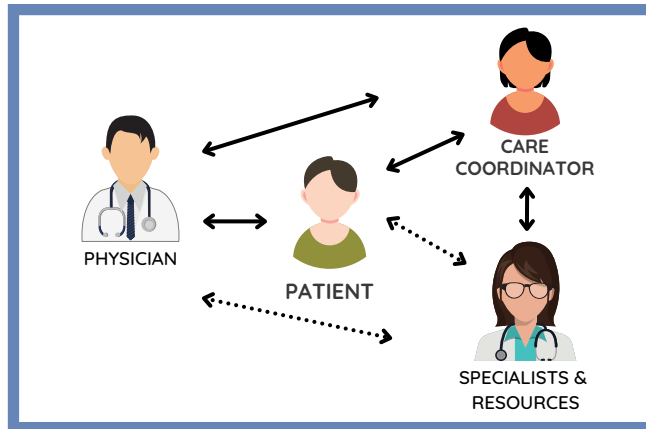 CARE
COORDINATOR
PHYSICIAN
PATIENT
SPECIALISTS &
RESOURCES